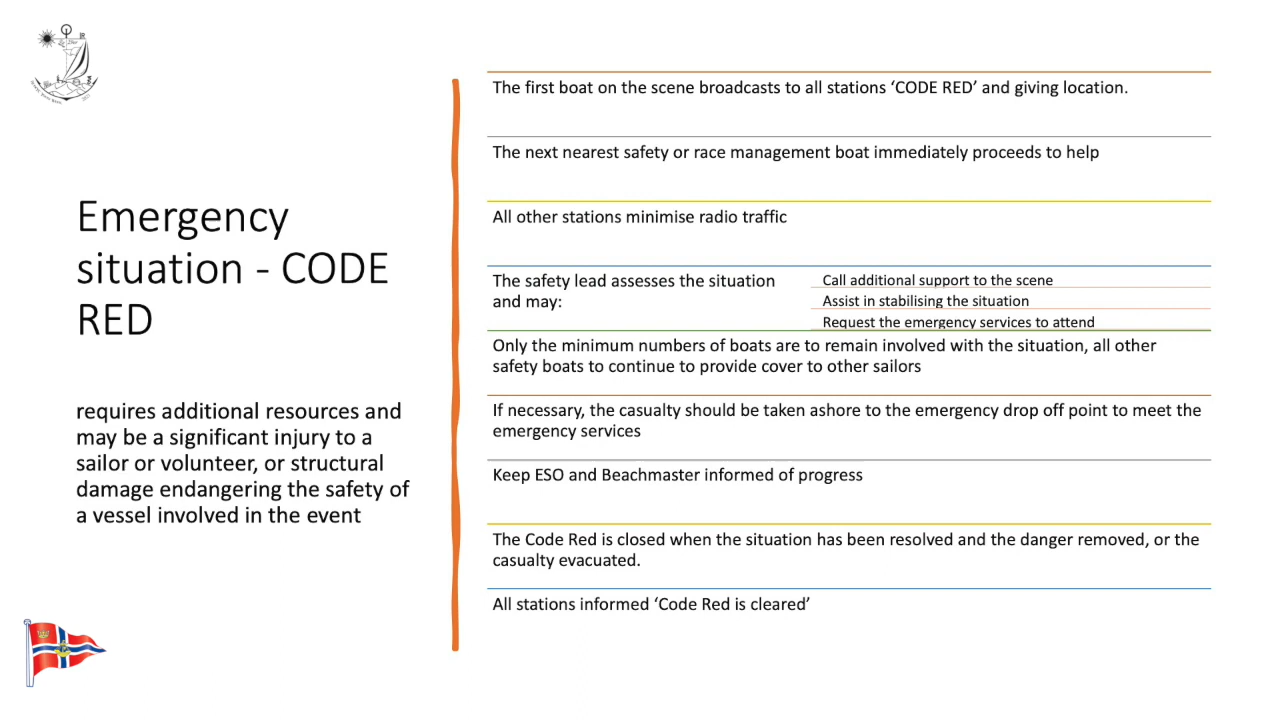 Emergency
situation - CODE
RED
requires additional resources and
may be a significant injury to a
sailor or volunteer, or structural
damage endangering the safety of
a vessel involved in the event
The first boat on the scene broadcasts to all stations ‘CODE RED’ and giving location.
The next nearest safety or race management boat immediately proceeds to help
All other stations minimise radio traffic
The safety lead assesses the situation
and may:
Call additional support to the scene
Assist in stabilising the situation
Request the emergency services to attend
Only the minimum numbers of boats are to remain involved with the situation, all other
safety boats to continue to provide cover to other sailors
If necessary, the casualty should be taken ashore to the emergency drop off point to meet the
emergency services
Keep ESO and Beachmaster informed of progress
The Code Red is closed when the situation has been resolved and the danger removed, or the
casualty evacuated.
All stations informed ‘Code Red is cleared’